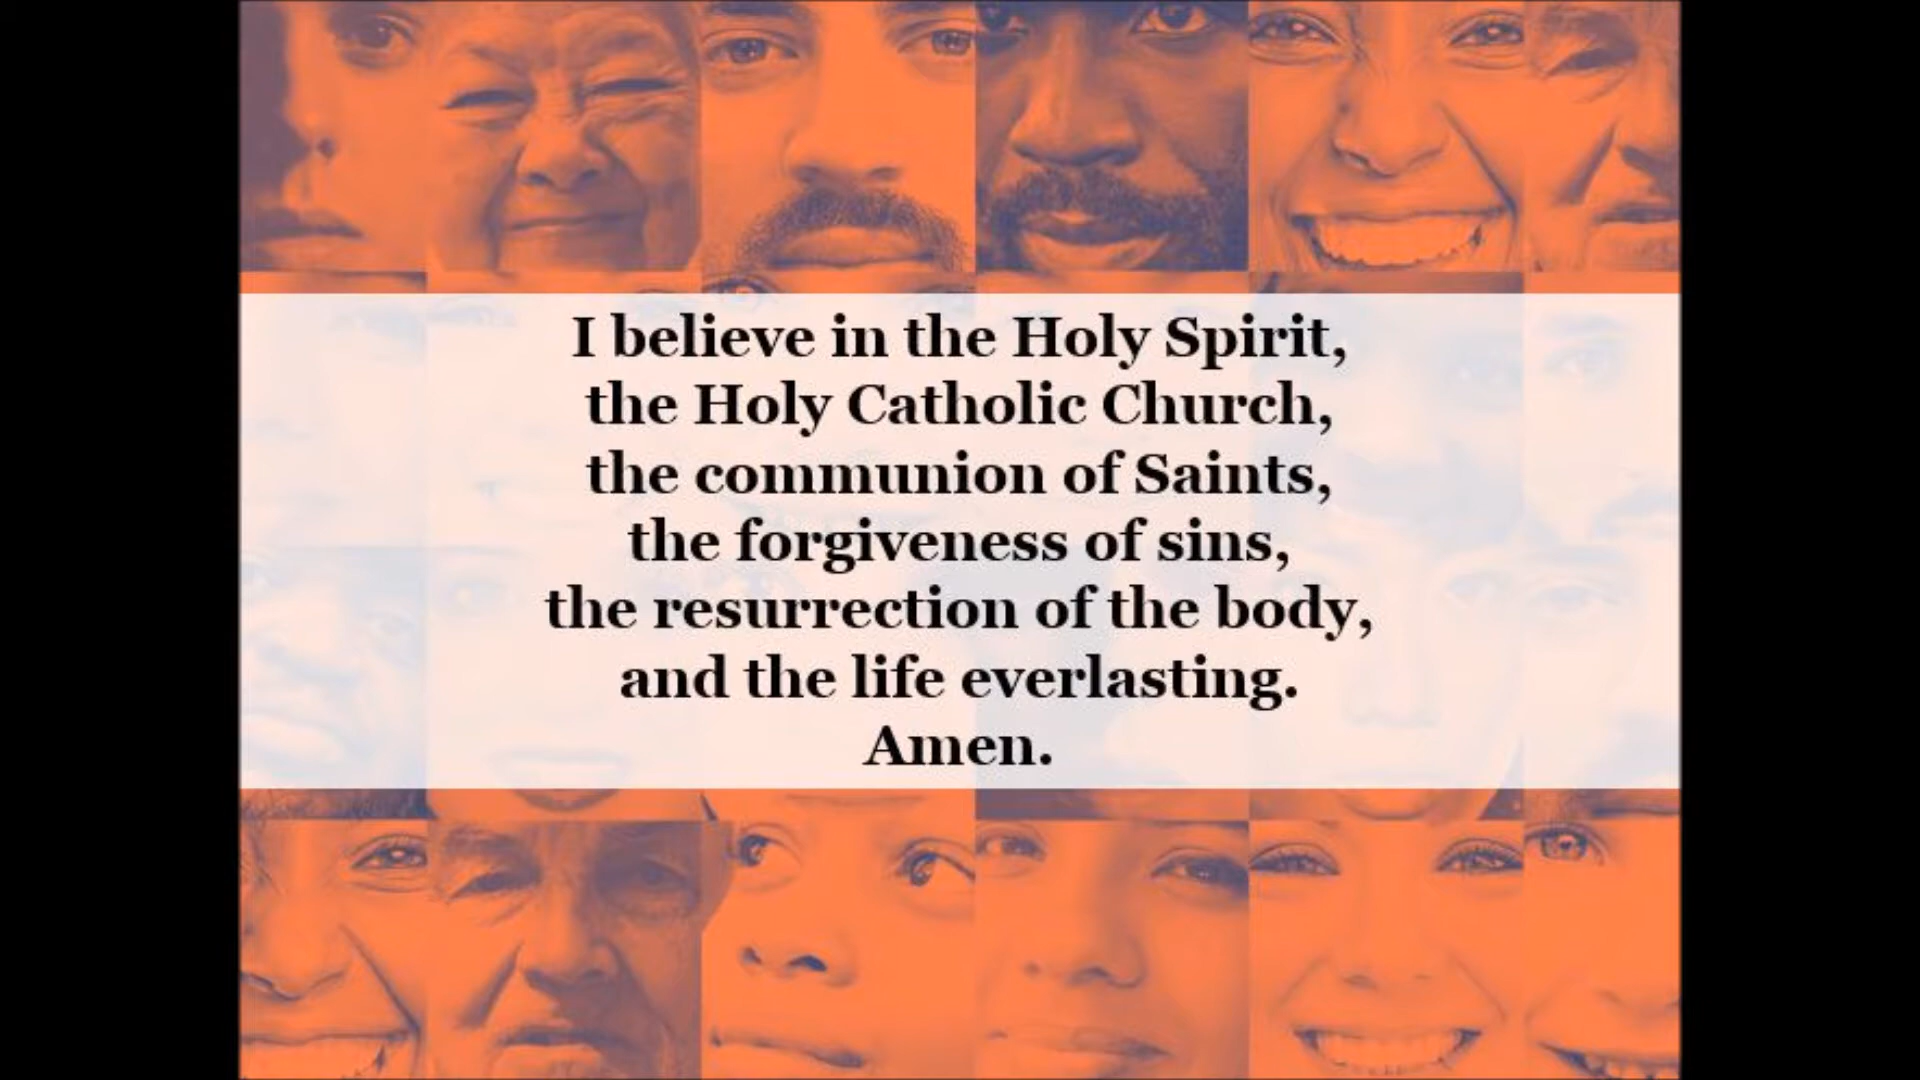 I believe in the Holy Spirit,
the Holy Catholic Church,
the communion of Saints,
the forgiveness of sins,
the resurrection of the body,
and the life everlasting.
Amen.